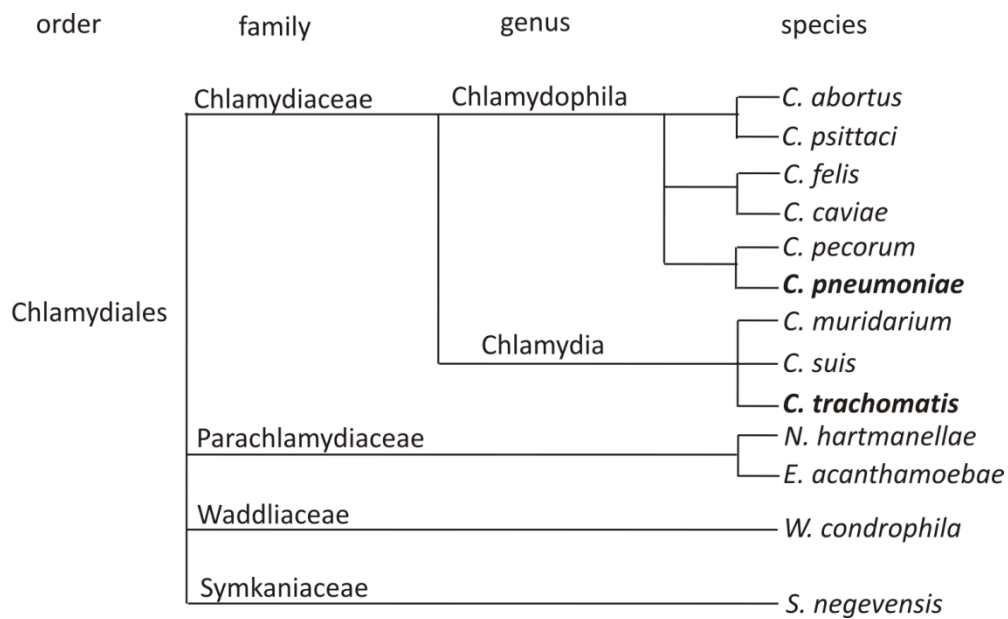 order family genus species
Chlamydiaceae Chlamydophila C. abortus
C. psittaci
C. felis
C. caviae
C. pecorum
C. pneumoniae
Chlamydiales
C. muridarium
Chlamydia C. suis
C. trachomatis
Parachlamydiaceae N. hartmanellae
E. acanthamoebae
Waddliaceae W. condrophila
Symkaniaceae S. negevensis